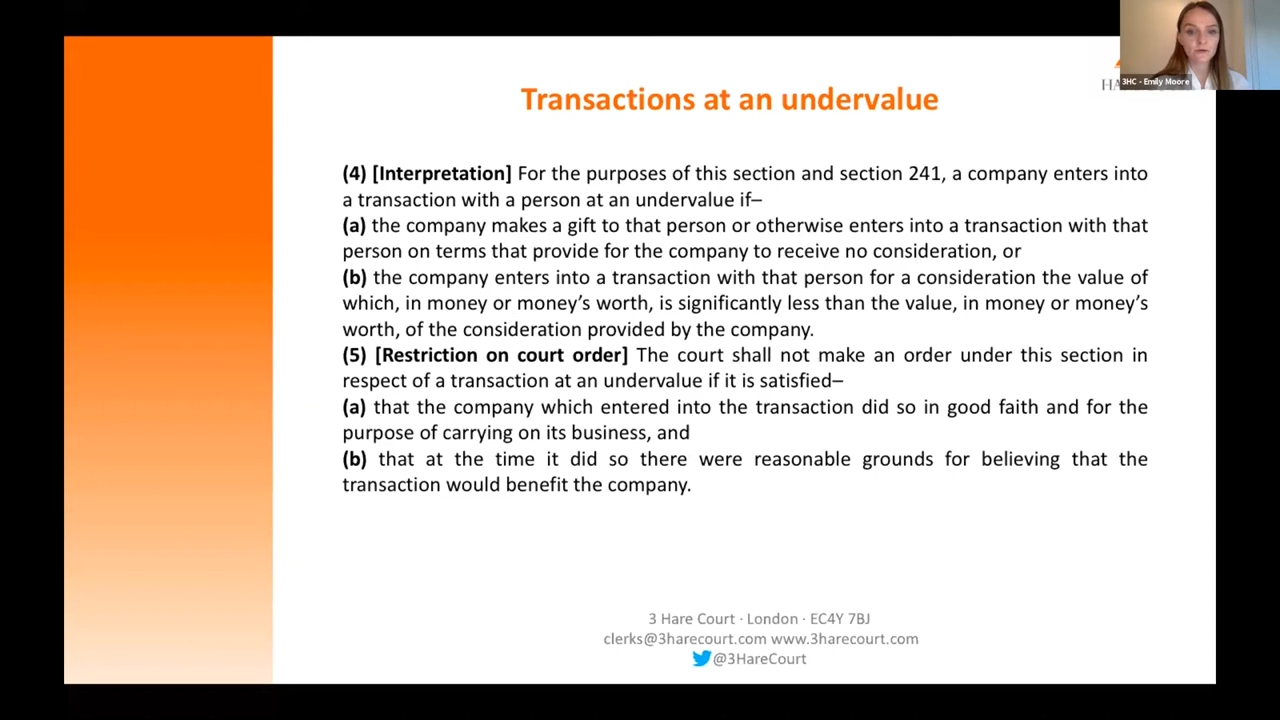 3HC - Emily Moore
Transactions at an undervalue
(4) [Interpretation] For the purposes of this section and section 241, a company enters into
a transaction with a person at an undervalue if–
(a) the company makes a gift to that person or otherwise enters into a transaction with that
person on terms that provide for the company to receive no consideration, or
(b) the company enters into a transaction with that person for a consideration the value of
which, in money or money’s worth, is significantly less than the value, in money or money’s
worth, of the consideration provided by the company.
(5) [Restriction on court order] The court shall not make an order under this section in
respect of a transaction at an undervalue if it is satisfied–
(a) that the company which entered into the transaction did so in good faith and for the
purpose of carrying on its business, and
(b) that at the time it did so there were reasonable grounds for believing that the
transaction would benefit the company.
3 Hare Court · London · EC4Y 7BJ
clerks@3harecourt.com www.3harecourt.com
@3HareCourt